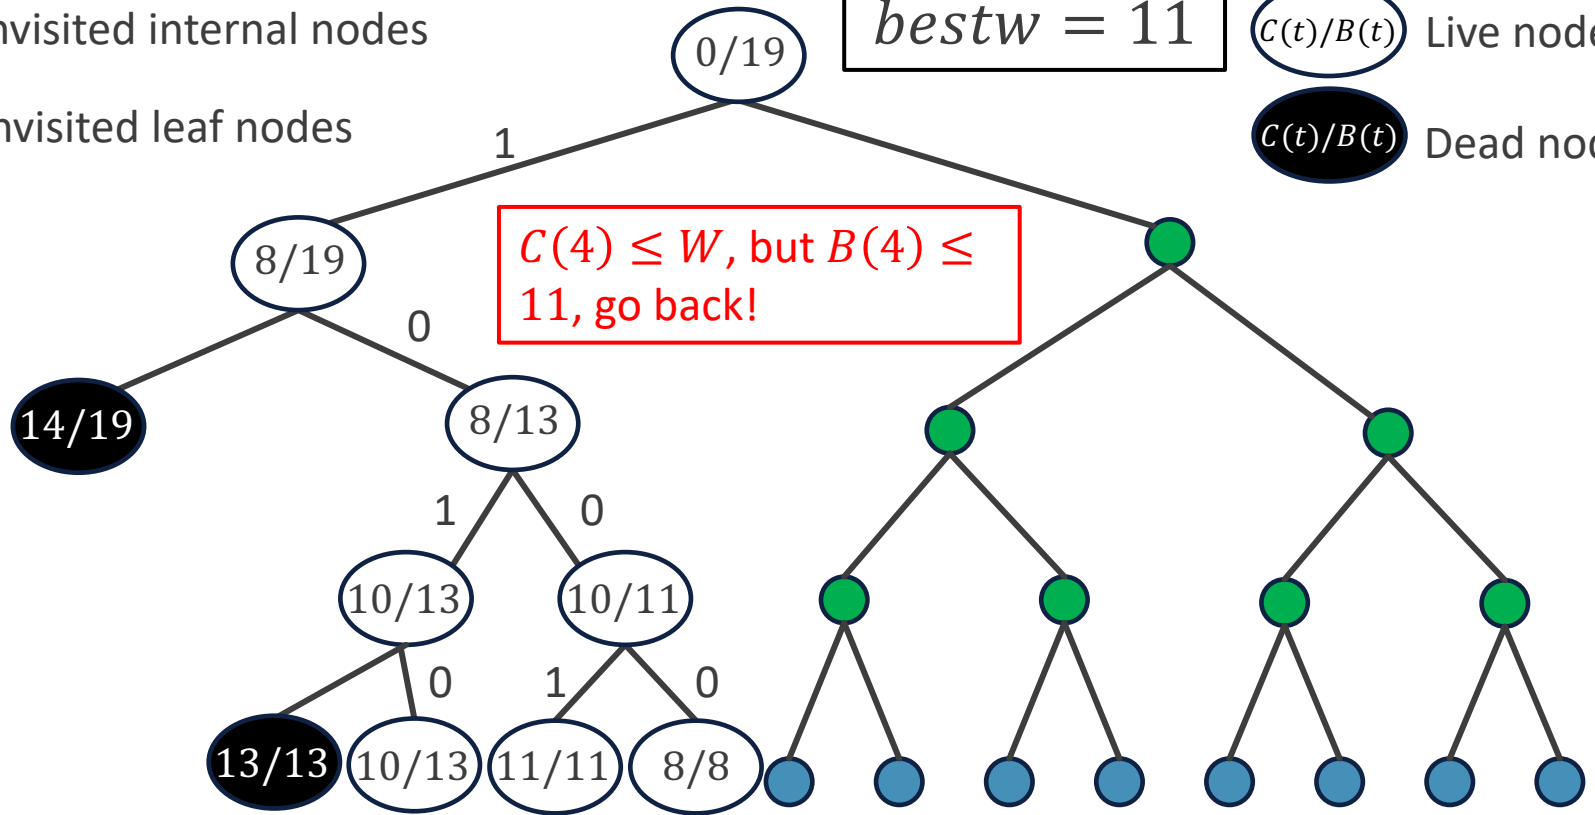 nvisited internal nodes
0/19
bestw = 11
C(t)/B(t) Live node
nvisited leaf nodes
C(t)/B(t) Dead nod
1
8/19
C(4) ≤ W, but B(4) ≤
11, go back!
0
14/19
8/13
1
0
10/13
10/11
0
1
0
13/13
10/13
11/11
8/8